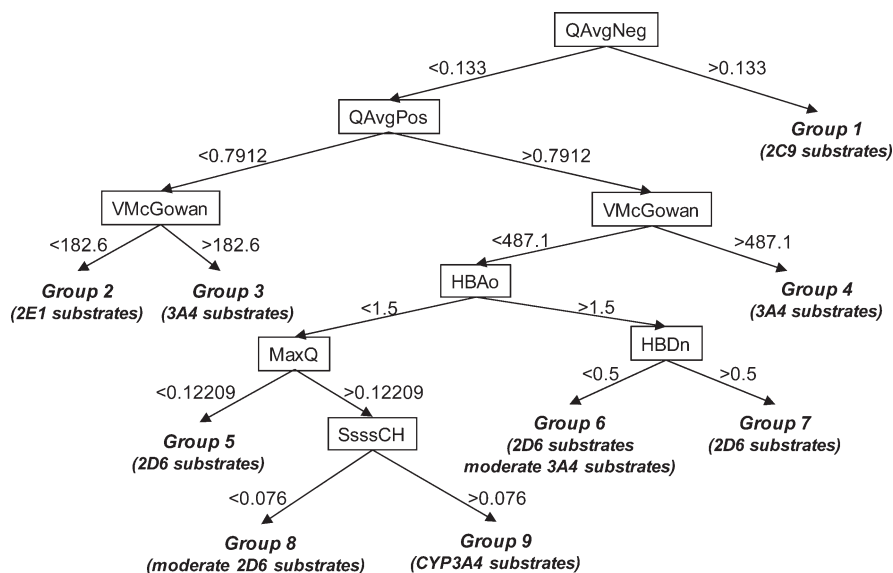 QAvgNeg
<0.133
>0.133
QAvgPos
Group 1
(2C9 substrates)
<0.7912
>0.7912
VMcGowan
VMcGowan
<182.6
>182.6
<487.1
>487.1
Group 2
(2E1 substrates)
Group 3
(3A4 substrates)
HBAo
Group 4
(3A4 substrates)
<1.5
>1.5
MaxQ
HBDn
<0.12209
>0.12209
<0.5
>0.5
Group 5
(2D6 substrates)
SssssCH
Group 6
(2D6 substrates
moderate 3A4 substrates)
Group 7
(2D6 substrates)
<0.076
>0.076
Group 8
(moderate 2D6 substrates)
Group 9
(CYP3A4 substrates)